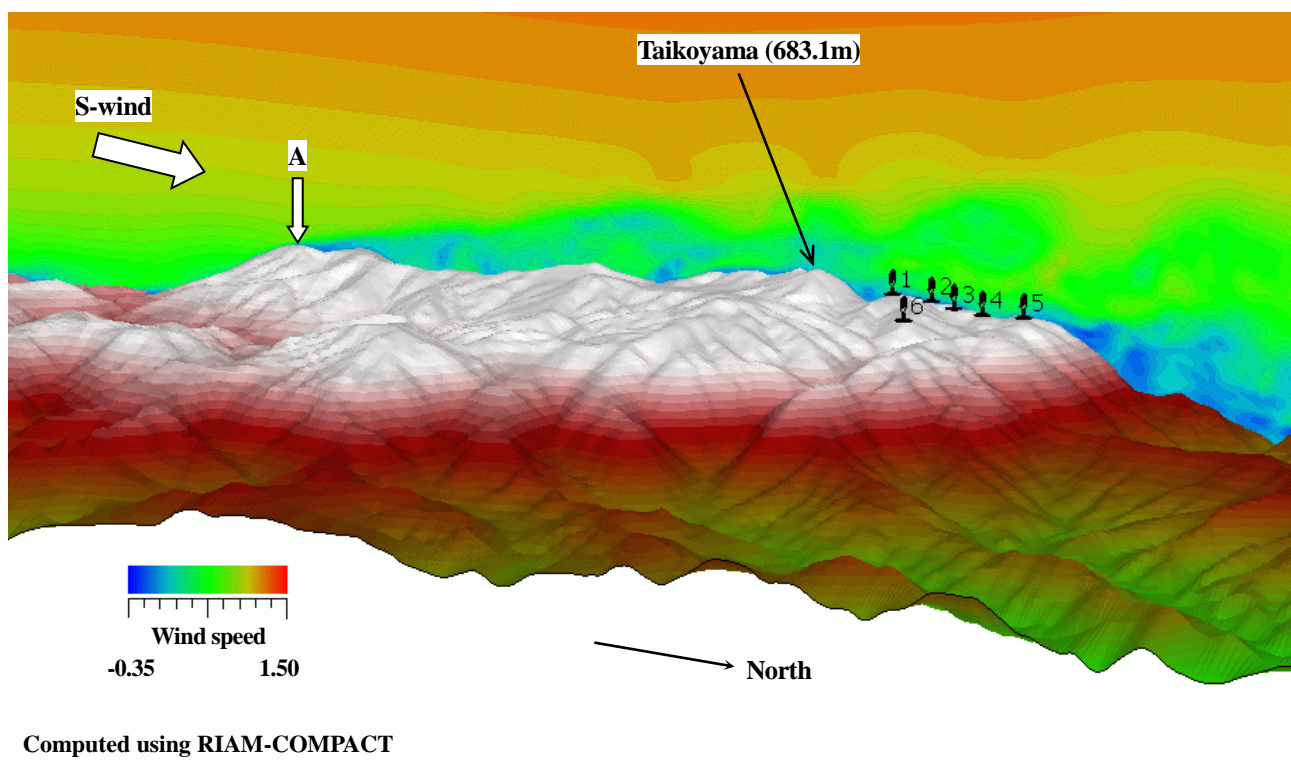 Taikoyama (683.1m)
S-wind
A
1
2
3
4
5
6
Wind speed
-0.35 1.50
North
Computed using RIAM-COMPACT